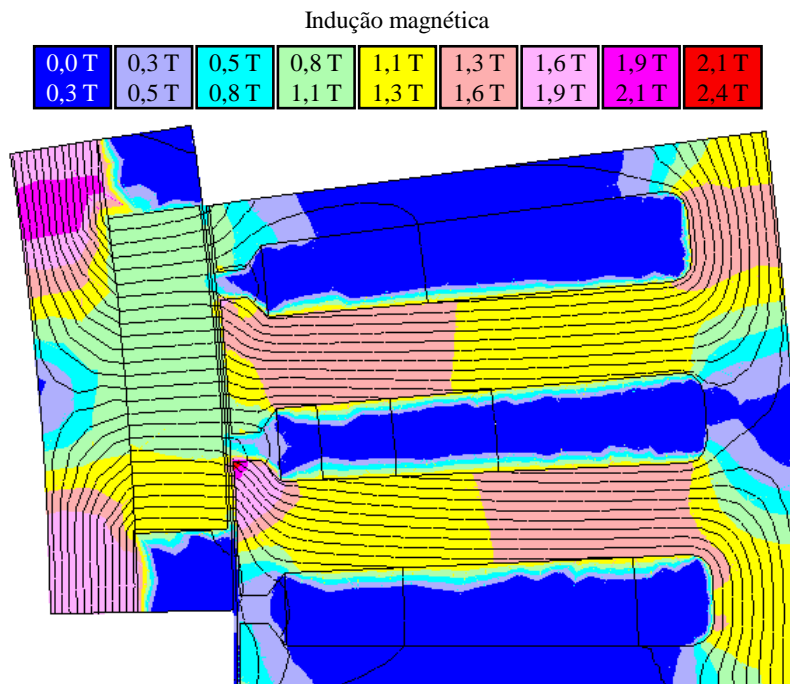 Indução magnética
0,0 T 0,3 T 0,5 T 0,8 T 1,1 T 1,3 T 1,6 T 1,9 T 2,1 T
0,3 T 0,5 T 0,8 T 1,1 T 1,3 T 1,6 T 1,9 T 2,1 T 2,4 T